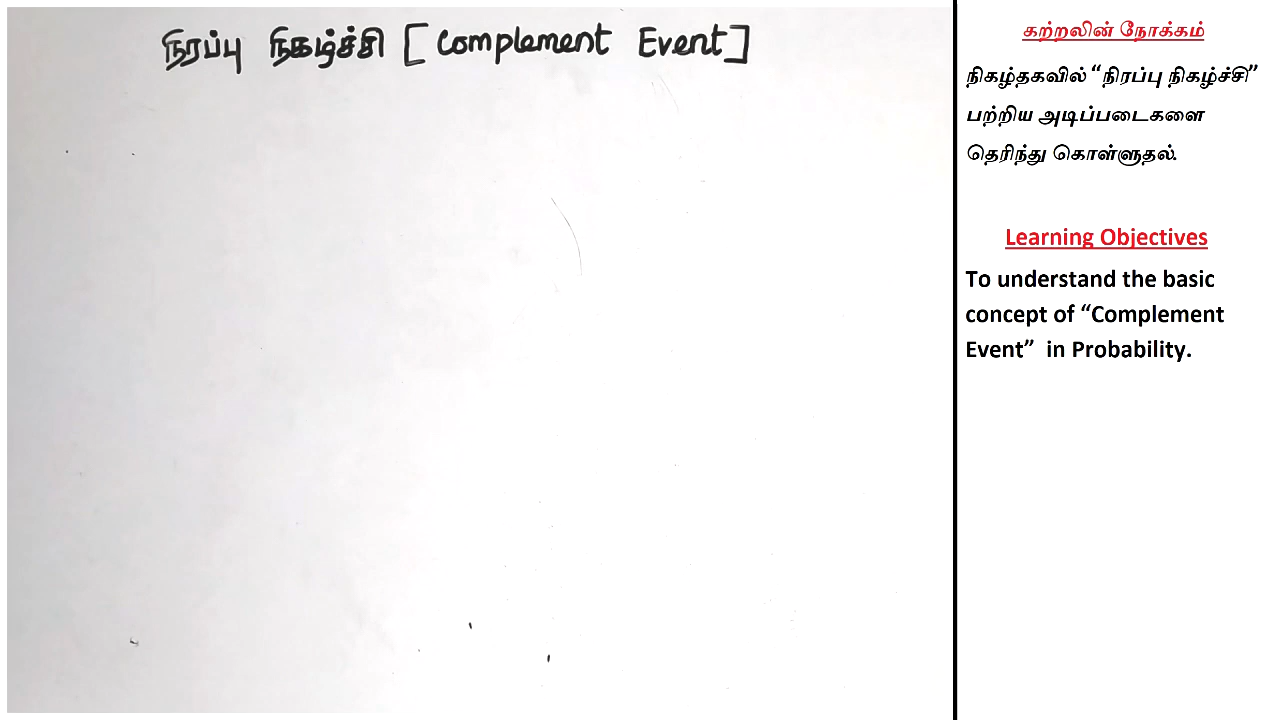 நிரப்பு நிகழ்ச்சி [Complement Event]
கற்றலின் நோக்கம்
நிகழ்தகவில் “நிரப்பு நிகழ்ச்சி”
பற்றிய அடிப்படைகளை
தெரிந்து கொள்ளுதல்.
Learning Objectives
To understand the basic
concept of “Complement
Event” in Probability.